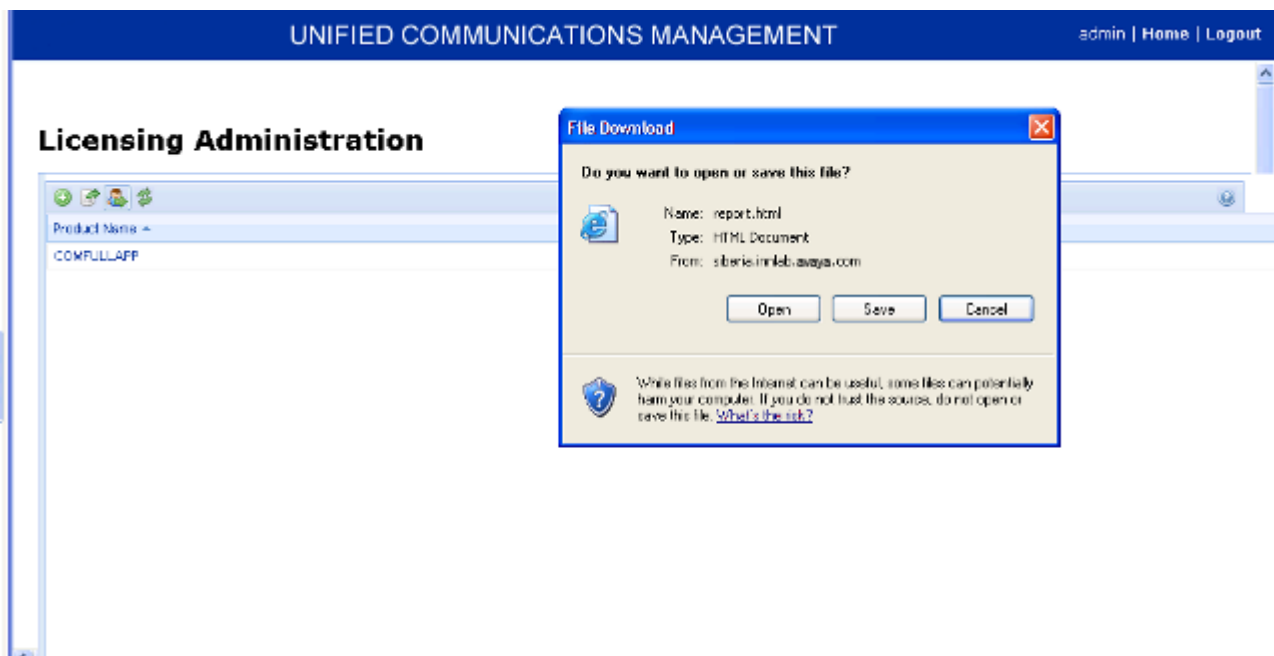 UNIFIED COMMUNICATIONS MANAGEMENT
admin | Home | Logout
Licensing Administration
Product Name
COMFULLAPP
File Download
Do you want to open or save this file?
Name: report.html
Type: HTML Document
From: siberia.innlab.avaya.com
Open Save Cancel
While files from the Internet can be useful, some files can potentially
harm your computer. If you do not trust the source, do not open or
save this file. What's the risk?